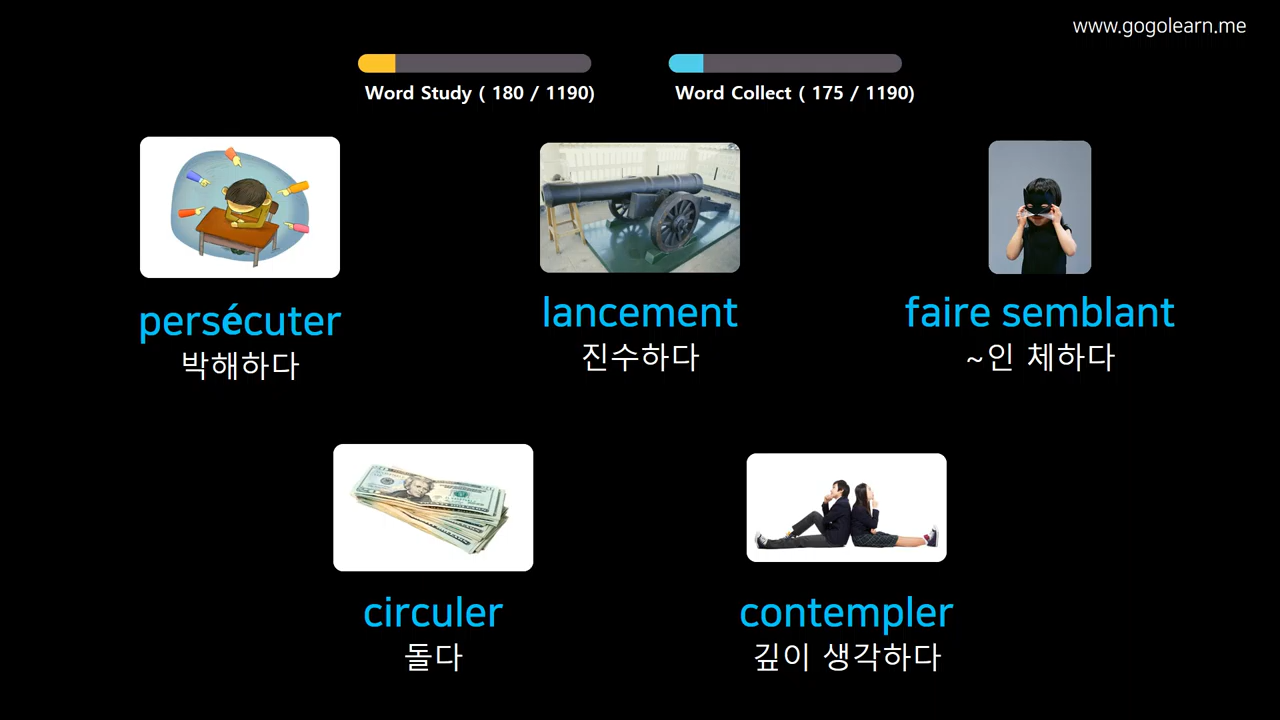 www.gogolearn.me
Word Study ( 180 / 1190)
Word Collect ( 175 / 1190)
persécuter
박해하다
lancement
진수하다
faire semblant
~인 체하다
circuler
돌다
contempler
깊이 생각하다